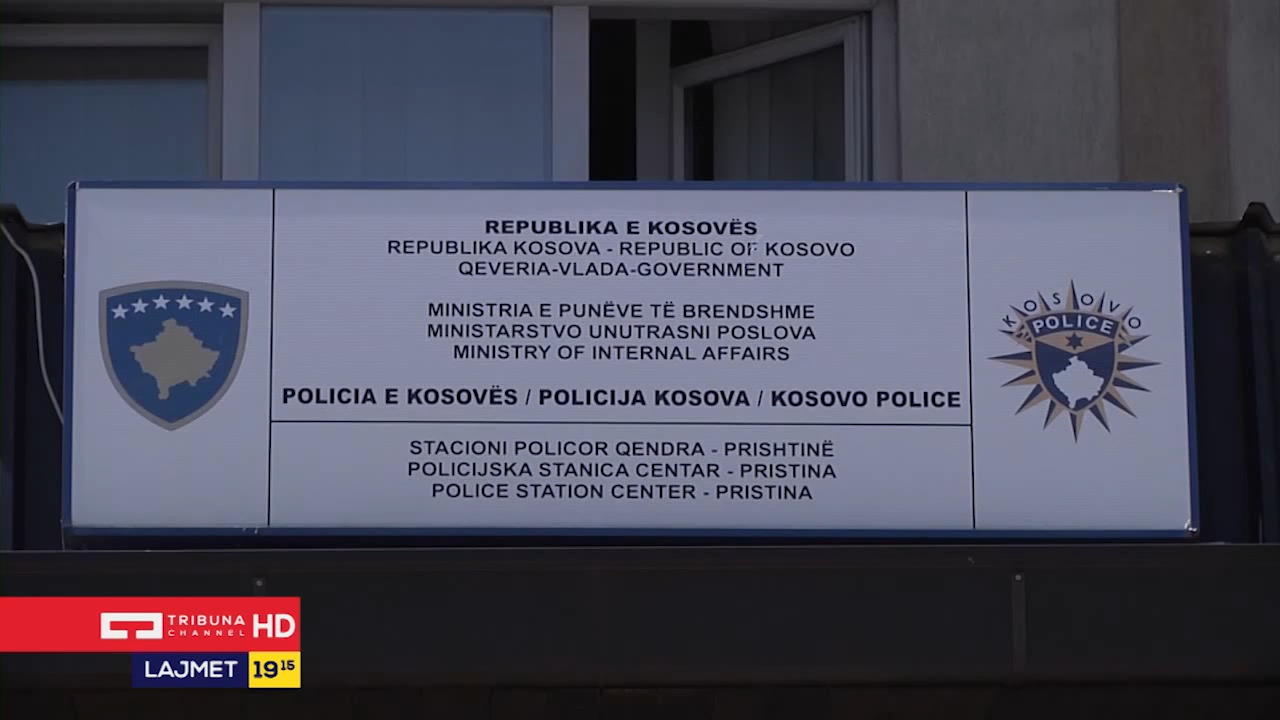 REPUBLIKA E KOSOVËS
REPUBLIKA KOSOVA - REPUBLIC OF KOSOVO
QEVERIA-VLADA-GOVERNMENT
MINISTRIA E PUNËVE TË BRENDSHME
MINISTARSTVO UNUTRASNI POSLOVA
MINISTRY OF INTERNAL AFFAIRS
POLICIA E KOSOVËS / POLICIJA KOSOVA / KOSOVO POLICE
STACIONI POLICOR QENDRA - PRISHTINË
POLICIJSKA STANICA CENTAR - PRISTINA
POLICE STATION CENTER - PRISTINA
KOSOVO
POLICE
TRIBUNA
CHANNEL
HD
LAJMET 19 15